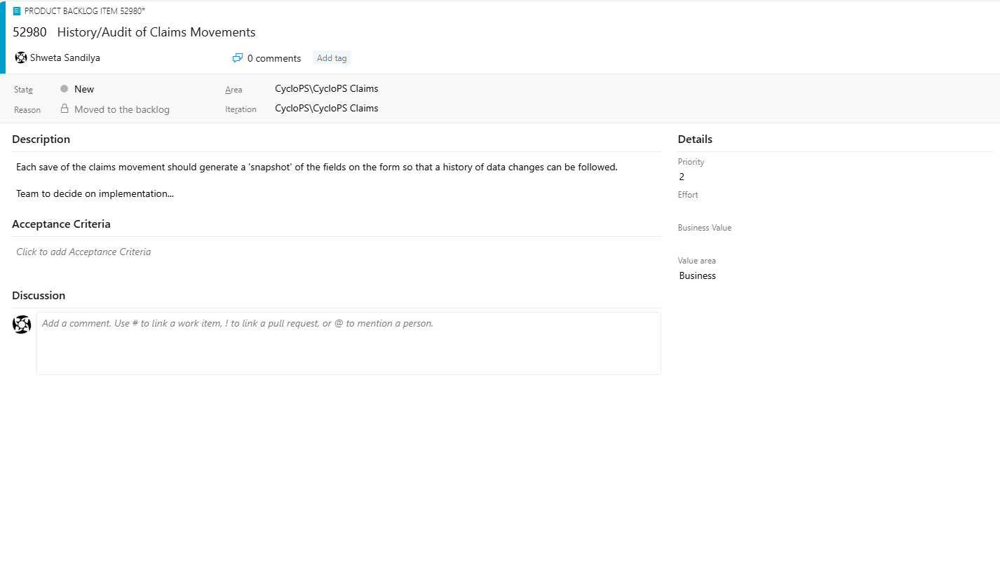 PRODUCT BACKLOG ITEM 52980*
52980 History/Audit of Claims Movements
Shweta Sandilya
0 comments
Add tag
State
New
Area
CycloPS\CycloPS Claims
Reason
Moved to the backlog
Iteration
CycloPS\CycloPS Claims
Description
Each save of the claims movement should generate a 'snapshot' of the fields on the form so that a history of data changes can be followed.
Team to decide on implementation...
Acceptance Criteria
Click to add Acceptance Criteria
Discussion
Add a comment. Use # to link a work item, ! to link a pull request, or @ to mention a person.
Details
Priority
2
Effort
Business Value
Value area
Business